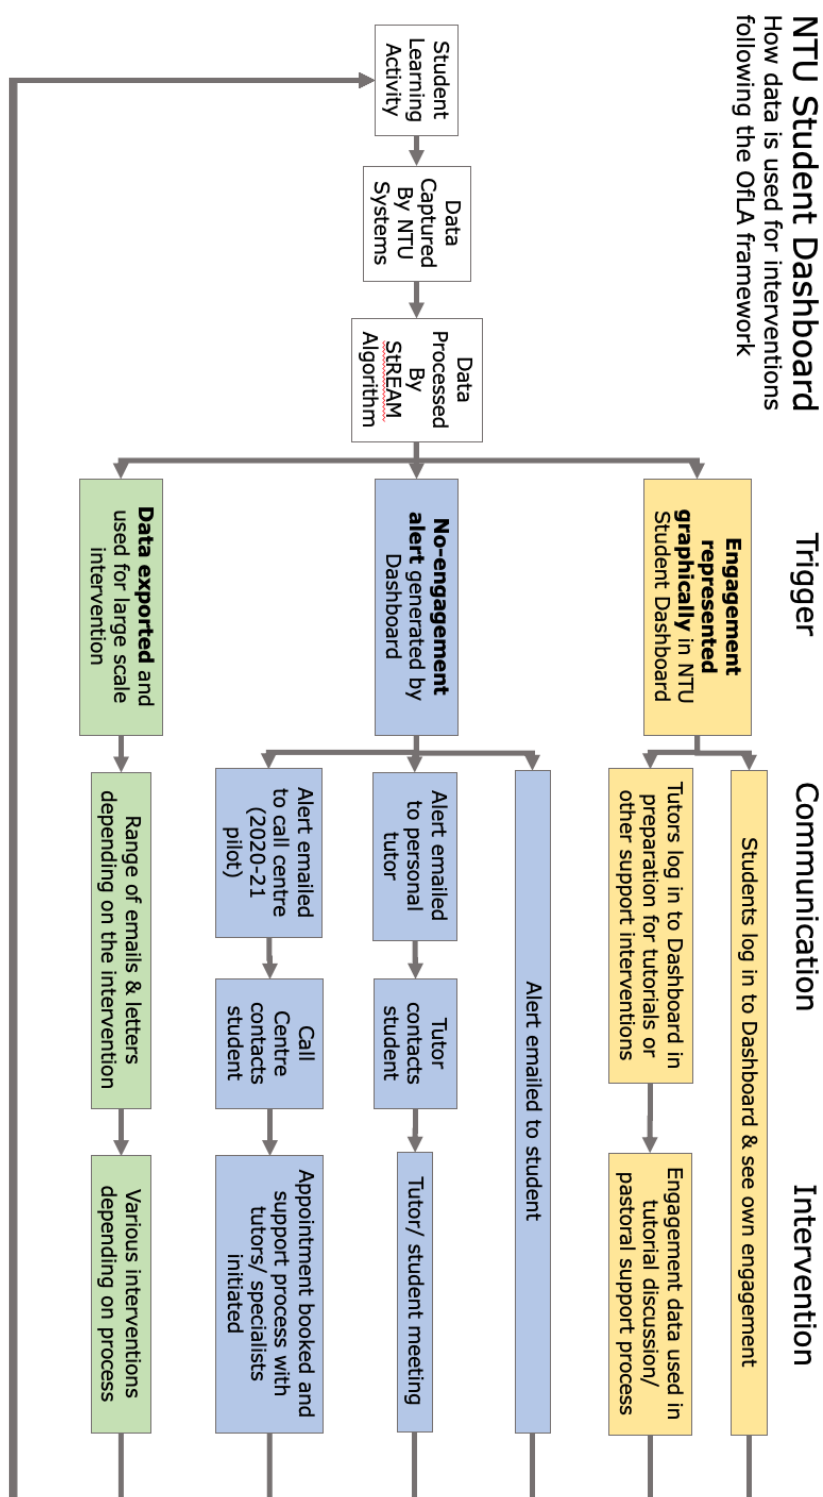 NTU Student Dashboard
How data is used for interventions
following the OfLA framework
Trigger
Communication
Intervention
Student
Learning
Activity
Data
Captured
By NTU
Systems
Data
Processed
By
StREAM
Algorithm
Engagement
represented
graphically in NTU
Student Dashboard
Students log in to Dashboard & see own engagement
Tutors log in to Dashboard in
preparation for tutorials or
other support interventions
Engagement data used in
tutorial discussion/
pastoral support process
No-engagement
alert generated by
Dashboard
Alert emailed to student
Alert emailed
to personal
tutor
Tutor
contacts
student
Tutor/ student meeting
Alert emailed
to call centre
(2020-21
pilot)
Call
Centre
contacts
student
Appointment booked and
support process with
tutors/ specialists
initiated
Data exported and
used for large scale
intervention
Range of emails & letters
depending on the intervention
Various interventions
depending on process